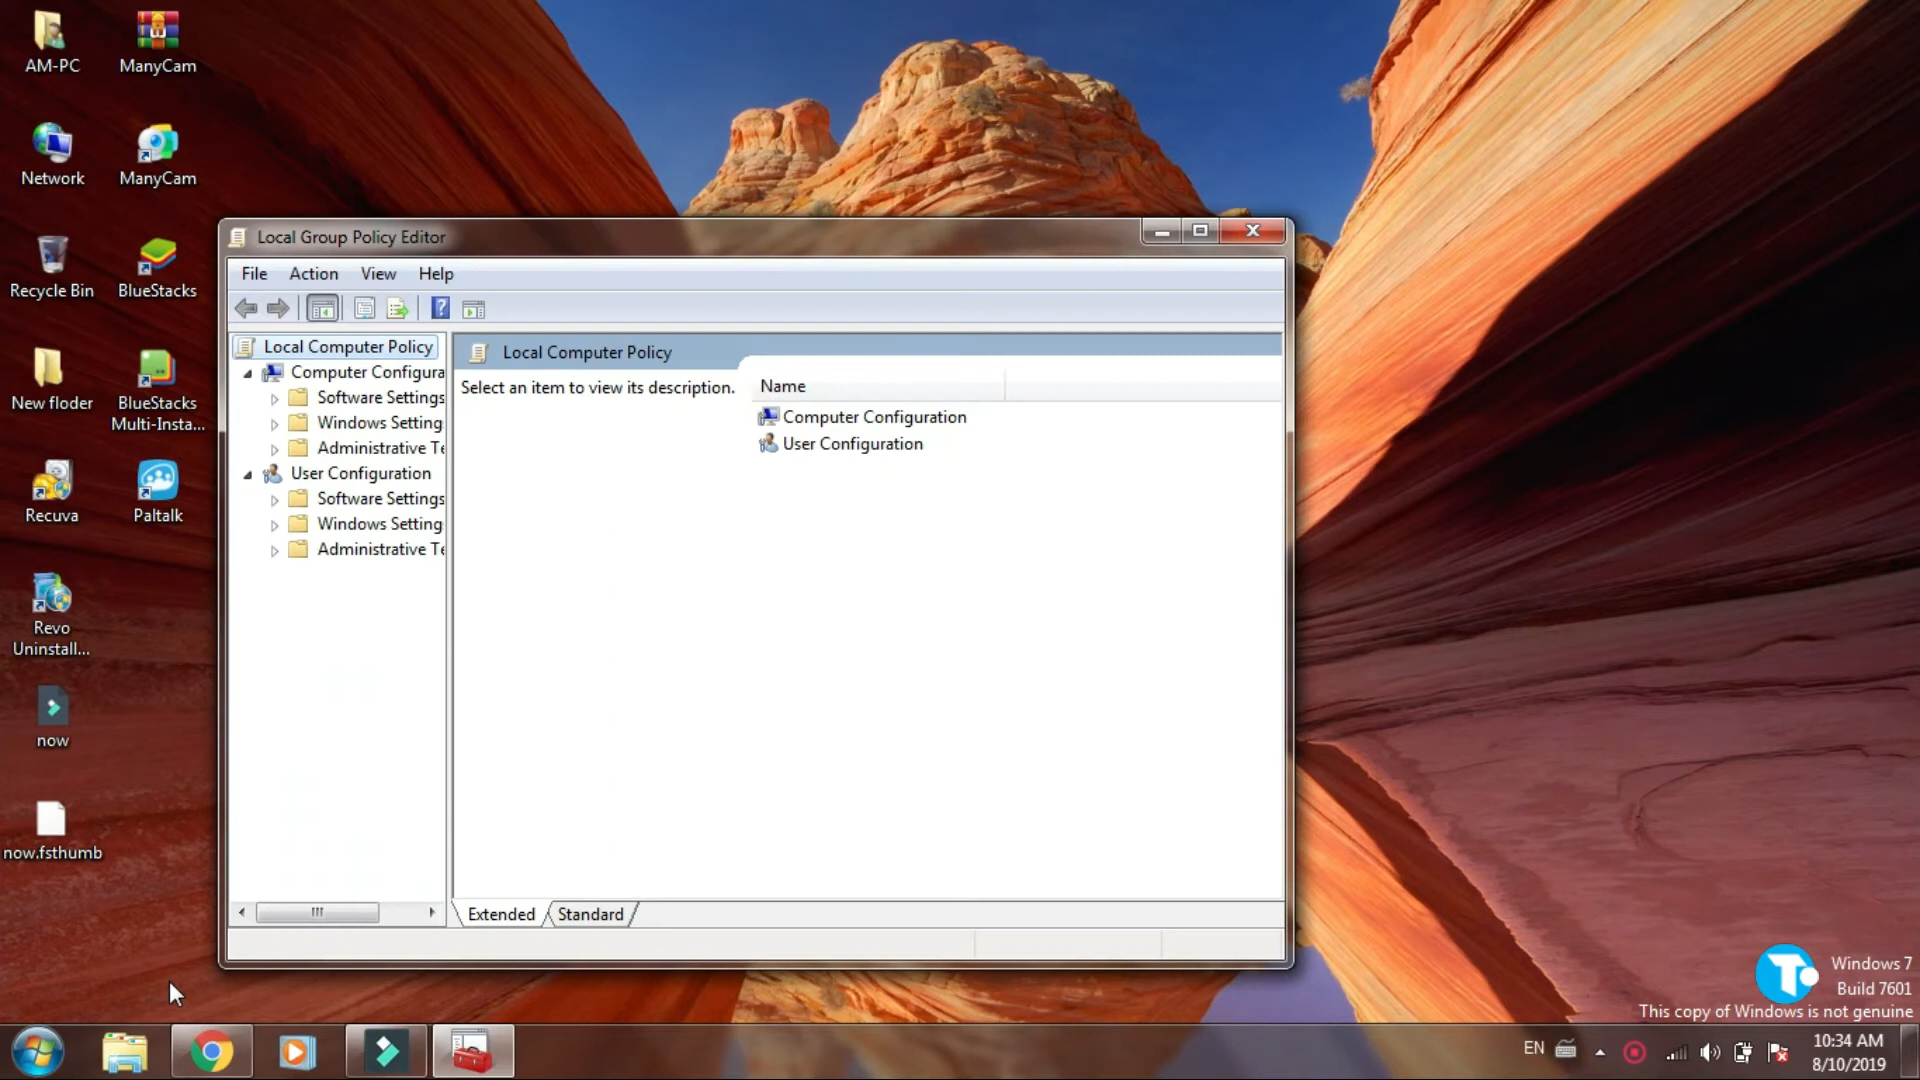 AM-PC
ManyCam
Network
ManyCam
Recycle Bin
BlueStacks
New floder
BlueStacks
Multi-Insta...
Recuva
Paltalk
Revo
Uninstall...
now
now.fsthumb
Local Group Policy Editor
File Action View Help
Local Computer Policy
Computer Configura
Software Settings
Windows Setting
Administrative Te
User Configuration
Software Settings
Windows Setting
Administrative Te
Local Computer Policy
Select an item to view its description.
Name
Computer Configuration
User Configuration
Extended Standard
Windows 7
Build 7601
This copy of Windows is not genuine
EN
10:34 AM
8/10/2019